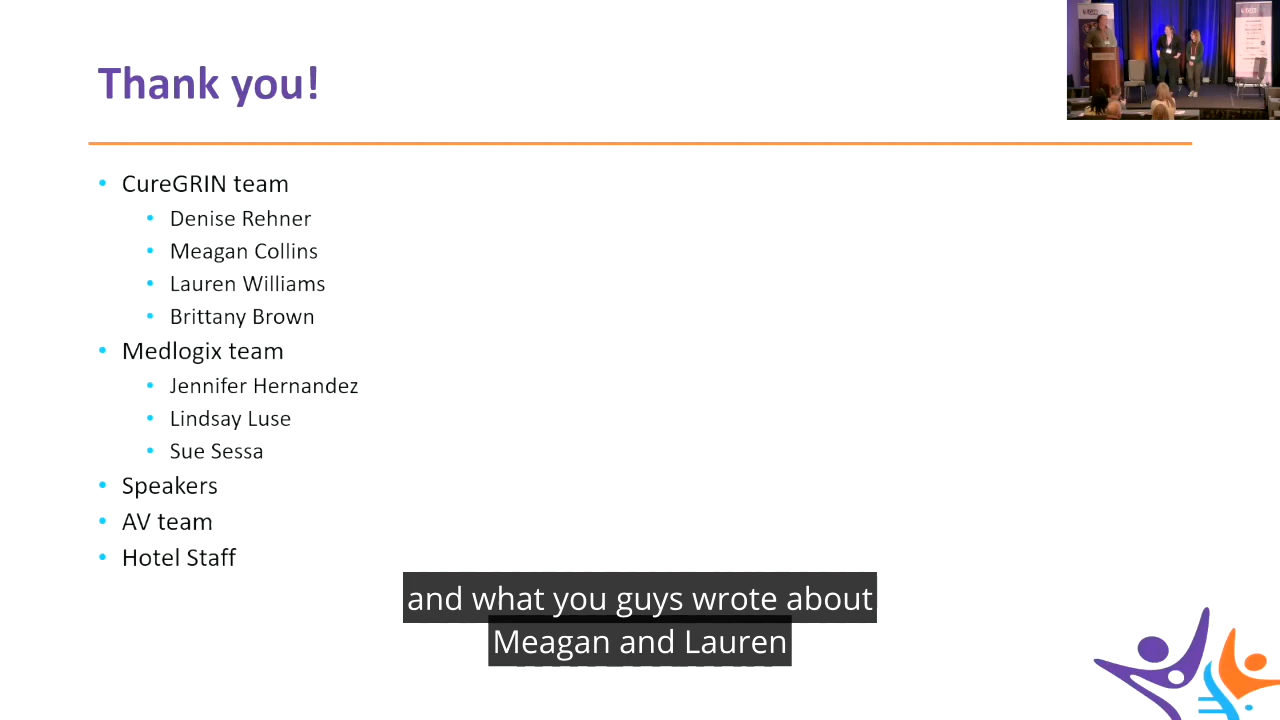 Thank you!
CureGRIN team
Denise Rehner
Meagan Collins
Lauren Williams
Brittany Brown
Medlogix team
Jennifer Hernandez
Lindsay Luse
Sue Sessa
Speakers
AV team
Hotel Staff
and what you guys wrote about
Meagan and Lauren